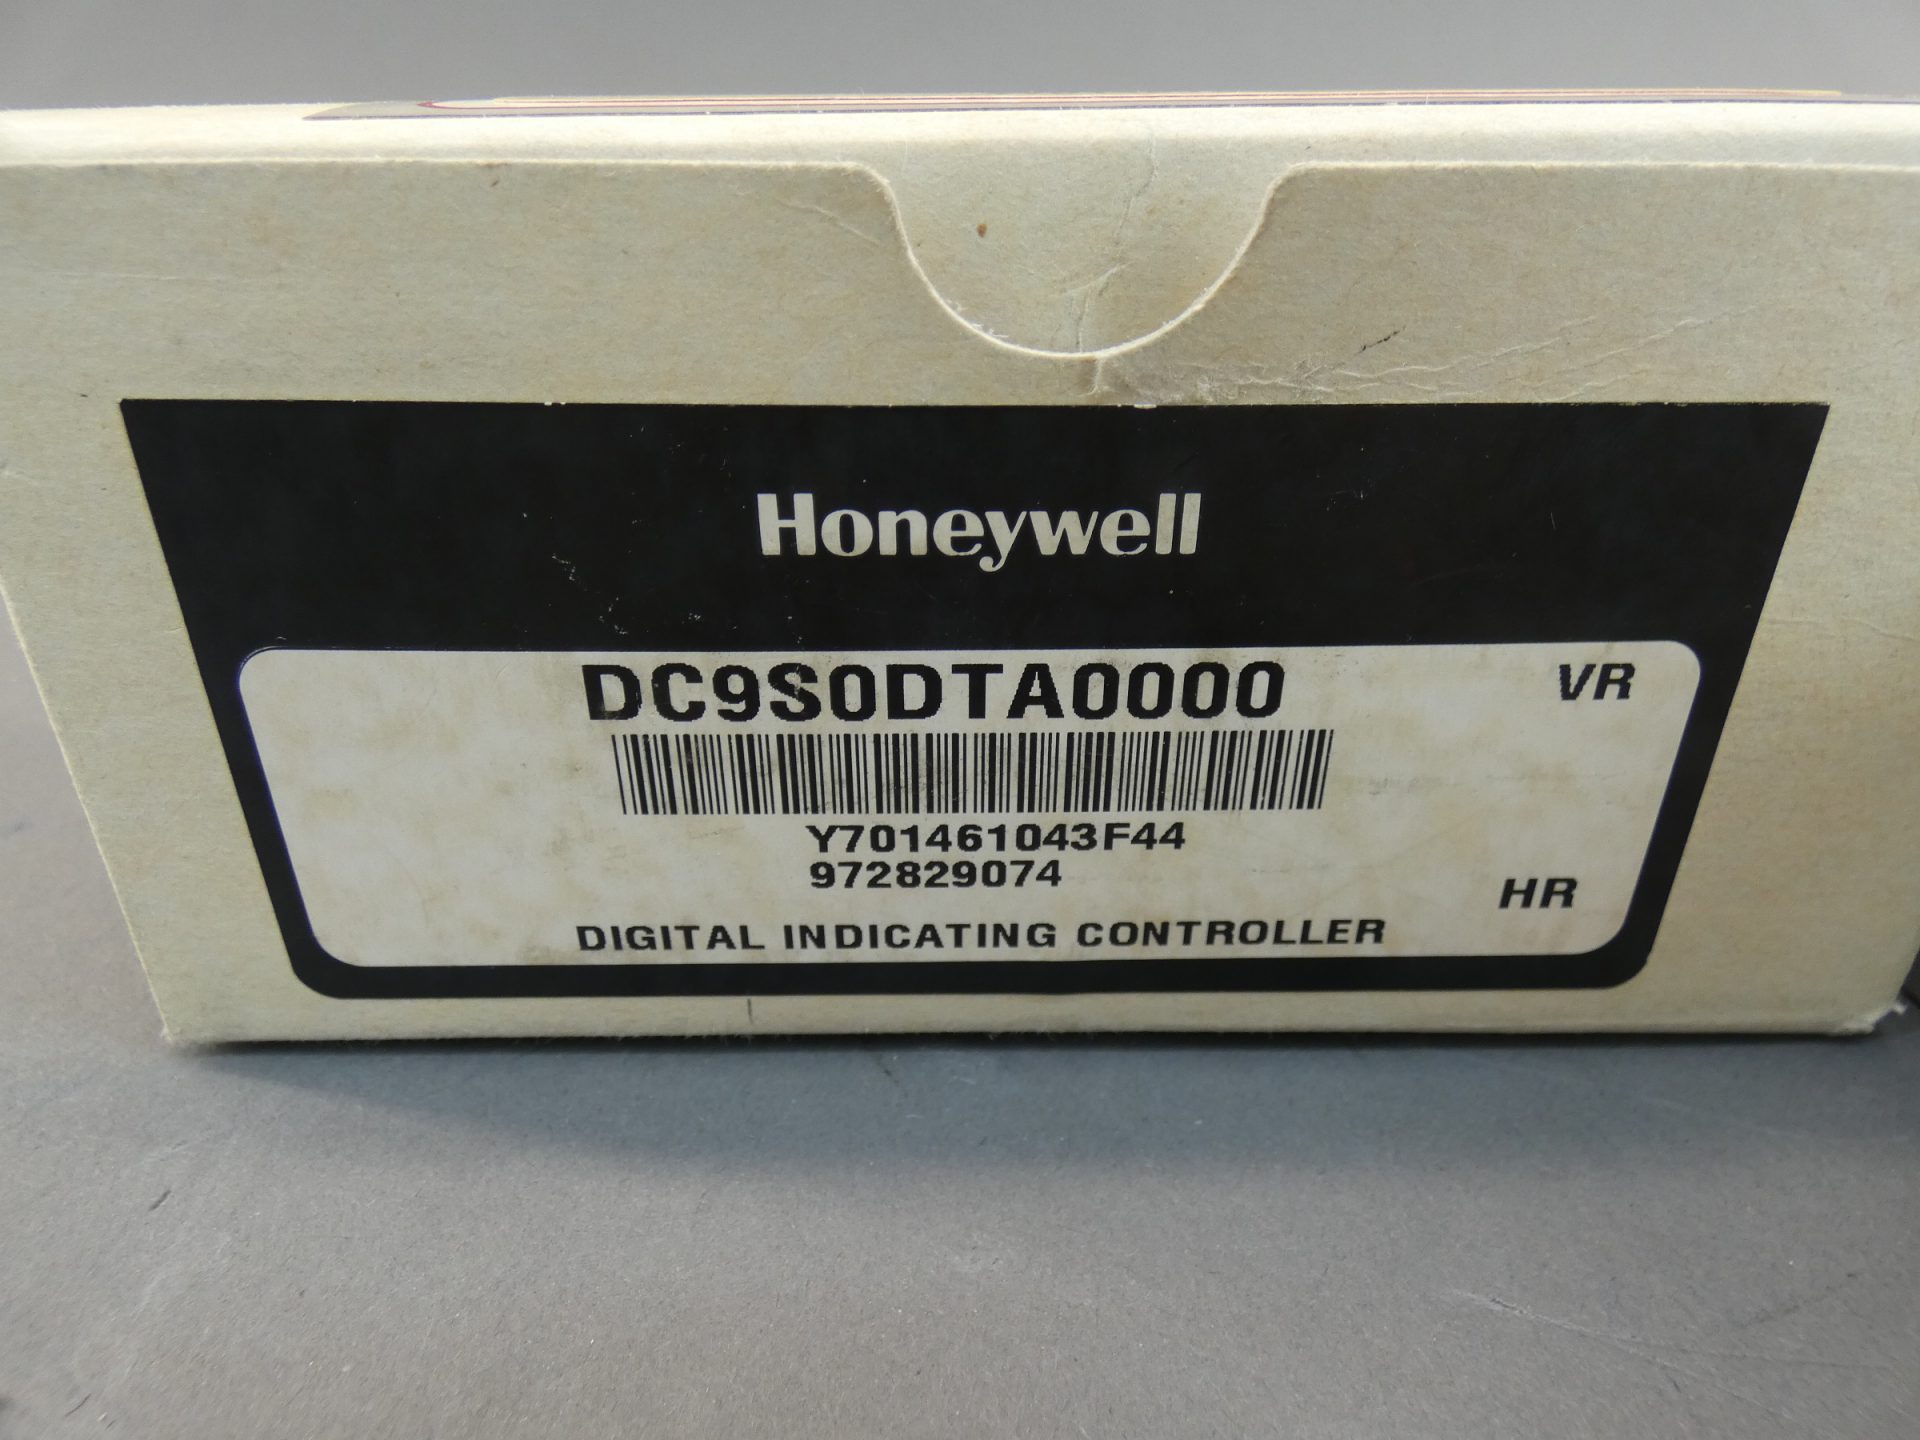 Honeywell
DC9S0DTA0000 VR
Y701461043F44
972829074
HR
DIGITAL INDICATING CONTROLLER